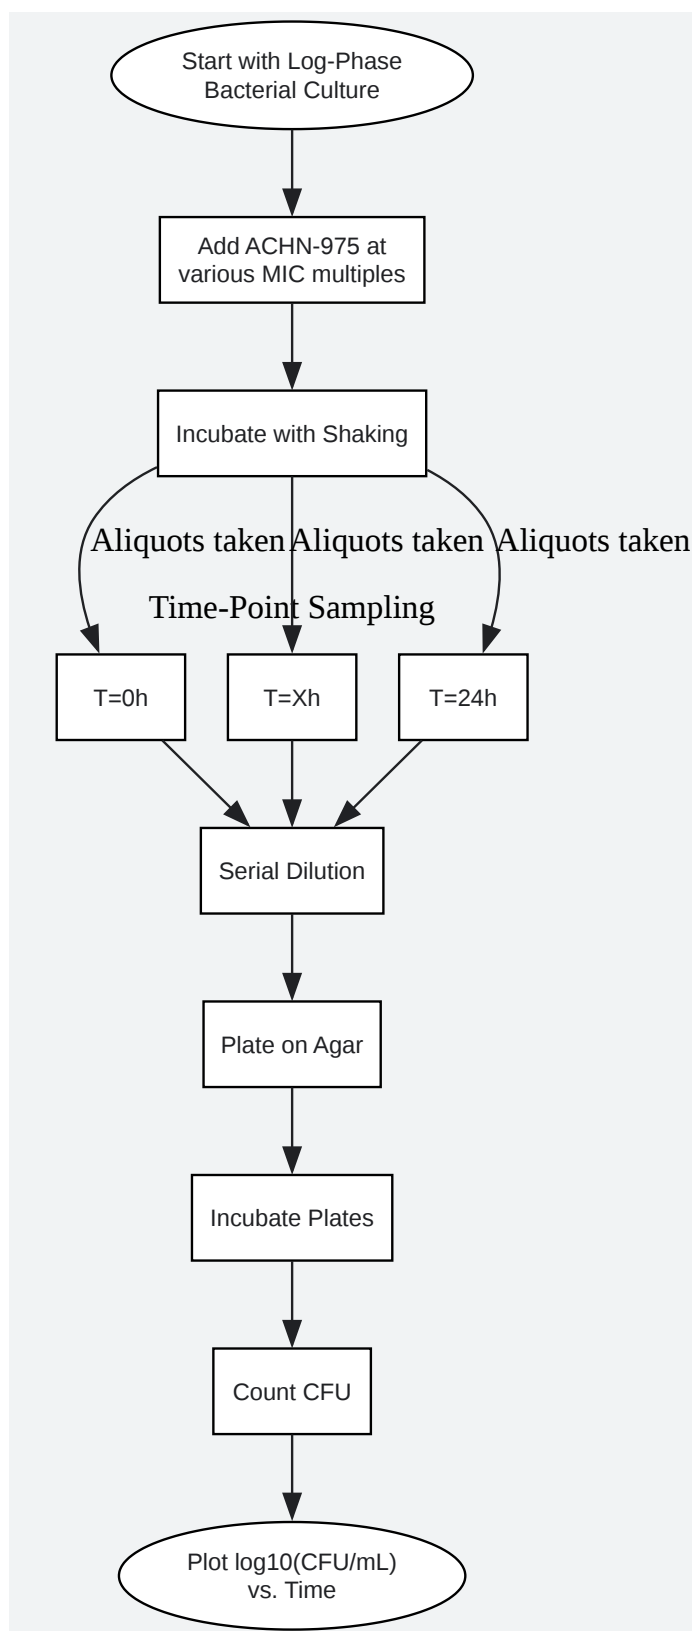 Start with Log-Phase
Bacterial Culture
Add ACHN-975 at
various MIC multiples
Incubate with Shaking
Aliquots taken
Aliquots taken
Aliquots taken
Time-Point Sampling
T=0h
T=Xh
T=24h
Serial Dilution
Plate on Agar
Incubate Plates
Count CFU
Plot log10(CFU/mL)
vs. Time